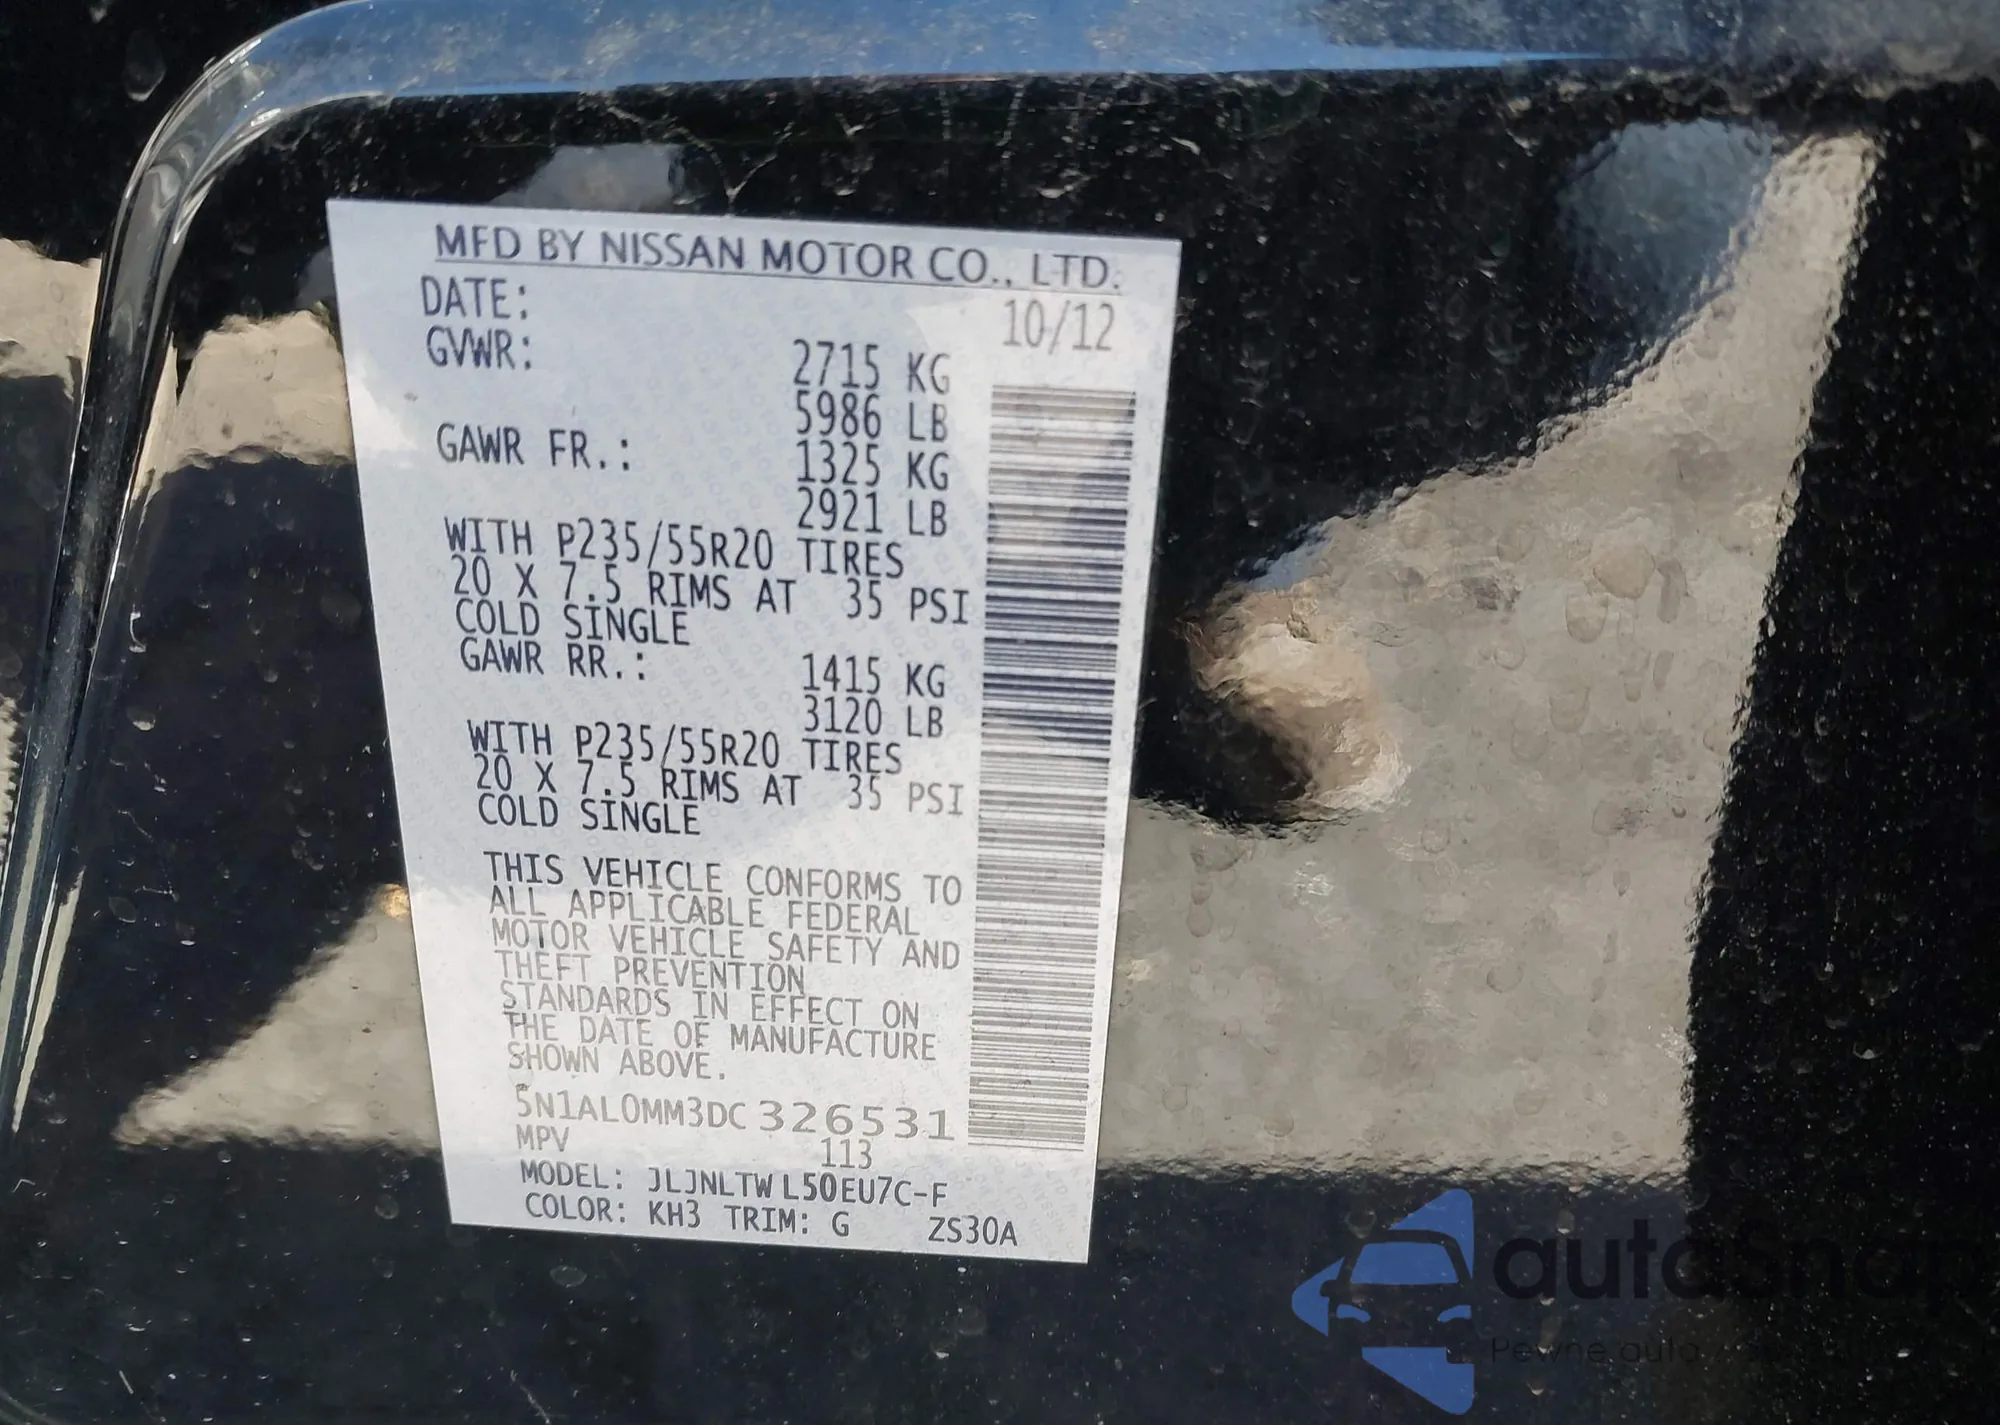 MFD BY NISSAN MOTOR CO., LTD.
DATE: 10/12
GVWR: 2715 KG
5986 LB
GAWR FR.: 1325 KG
2921 LB
WITH P235/55R20 TIRES
20 X 7.5 RIMS AT 35 PSI
COLD SINGLE
GAWR RR.: 1415 KG
3120 LB
WITH P235/55R20 TIRES
20 X 7.5 RIMS AT 35 PSI
COLD SINGLE
THIS VEHICLE CONFORMS TO
ALL APPLICABLE FEDERAL
MOTOR VEHICLE SAFETY AND
THEFT PREVENTION
STANDARDS IN EFFECT ON
THE DATE OF MANUFACTURE
SHOWN ABOVE.
5N1AL0MM3DC326531
MPV 113
MODEL: JLJNLTWL50EU7C-F
COLOR: KH3 TRIM: G ZS30A
autoSnap
Pewne auto